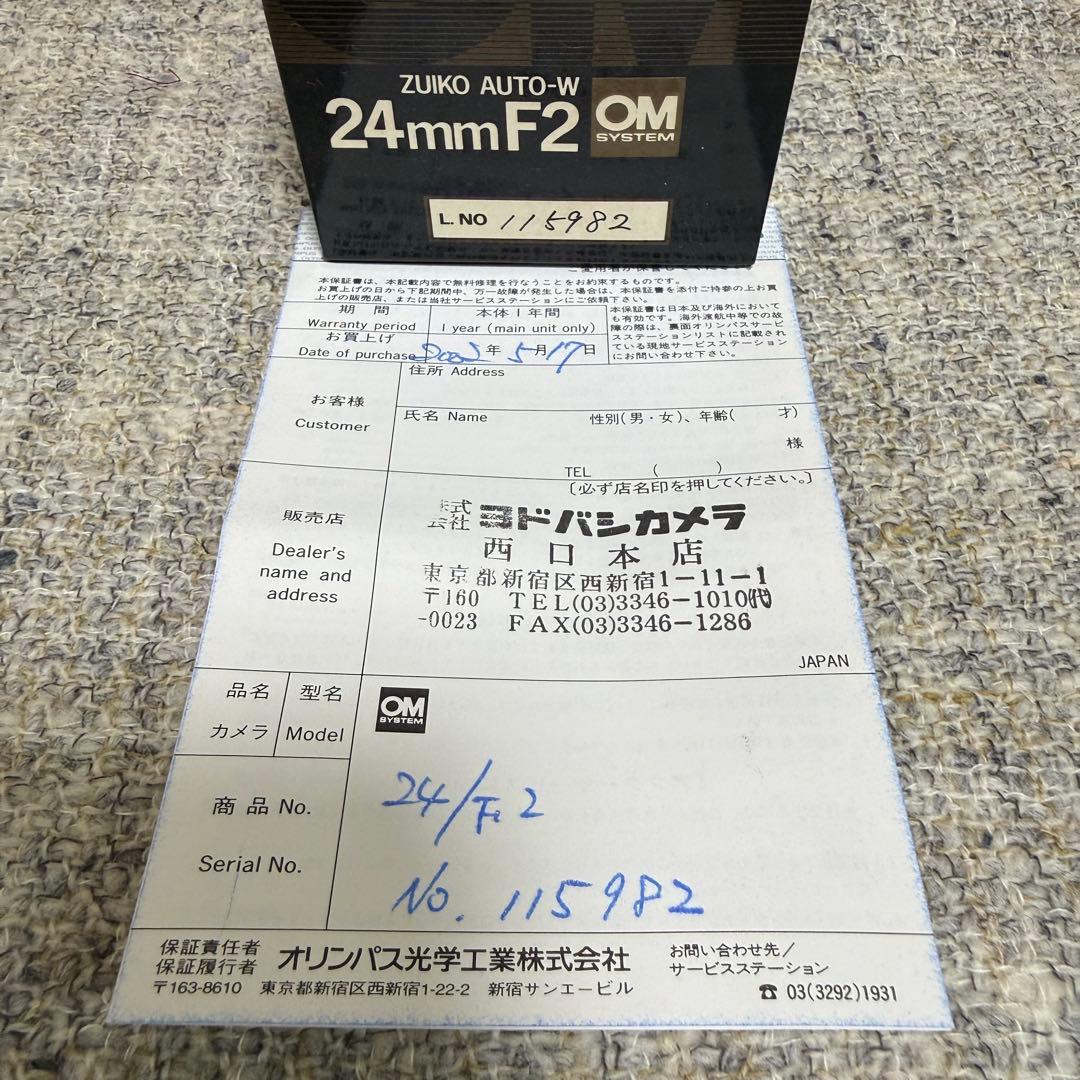 ZUIKO AUTO-W
24mmF2
OM
SYSTEM
L.NO 115982
本保証書は、本記載内容で無料修理を行なうことをお約束するものです。
お買上げの日から下記期間中、万一故障が発生した場合は、本保証書を添付ご持参の上お買
上げの販売店、または当社サービスステーションにご依頼下さい。
期間
Warranty period
本体1年間
1 year (main unit only)
お買上げ
Date of purchase
年 5月17日
本保証書は日本及び海外において
も有効です。海外渡航中等での故
障の際は、裏面オリンパスサービ
スステーションリストに記載され
ている現地サービスステーション
にお問い合わせ下さい。
お客様
Customer
住所 Address
氏名 Name
性別(男・女)、年齢( 才)
様
TEL ( )
販売店
Dealer's
name and
address
〔必ず店名印を押してください。〕
株式
会社 ヨドバシカメラ
西口本店
東京都新宿区西新宿1-11-1
〒160 TEL(03)3346-1010(代)
-0023 FAX(03)3346-1286
JAPAN
品名
カメラ
型名
Model
OM
SYSTEM
24/F2
商品 No.
Serial No.
No. 115982
保証責任者
保証履行者
オリンパス光学工業株式会社
〒163-8610 東京都新宿区西新宿1-22-2 新宿サンエービル
お問い合わせ先/
サービスステーション
☎ 03(3292)1931